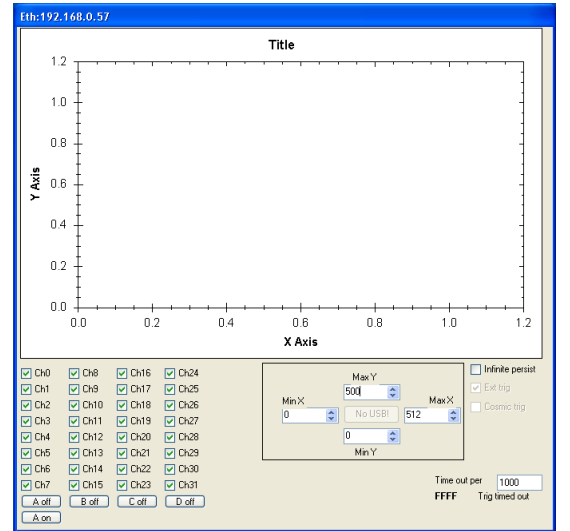 Eth:192.168.0.57
Title
1.2
1.0
0.8
0.6
0.4
0.2
0.0
Y Axis
0.0 0.2 0.4 0.6 0.8 1.0 1.2
X Axis
Ch0 Ch8 Ch16 Ch24
Ch1 Ch9 Ch17 Ch25
Ch2 Ch10 Ch18 Ch26
Ch3 Ch11 Ch19 Ch27
Ch4 Ch12 Ch20 Ch28
Ch5 Ch13 Ch21 Ch29
Ch6 Ch14 Ch22 Ch30
Ch7 Ch15 Ch23 Ch31
A off B off C off D off
A on
Max Y
500
Min X Max X
0 No USB! 512
0
Min Y
Infinite persist
Ext trig
Cosmic trig
Time out per 1000
FFFF Trig timed out